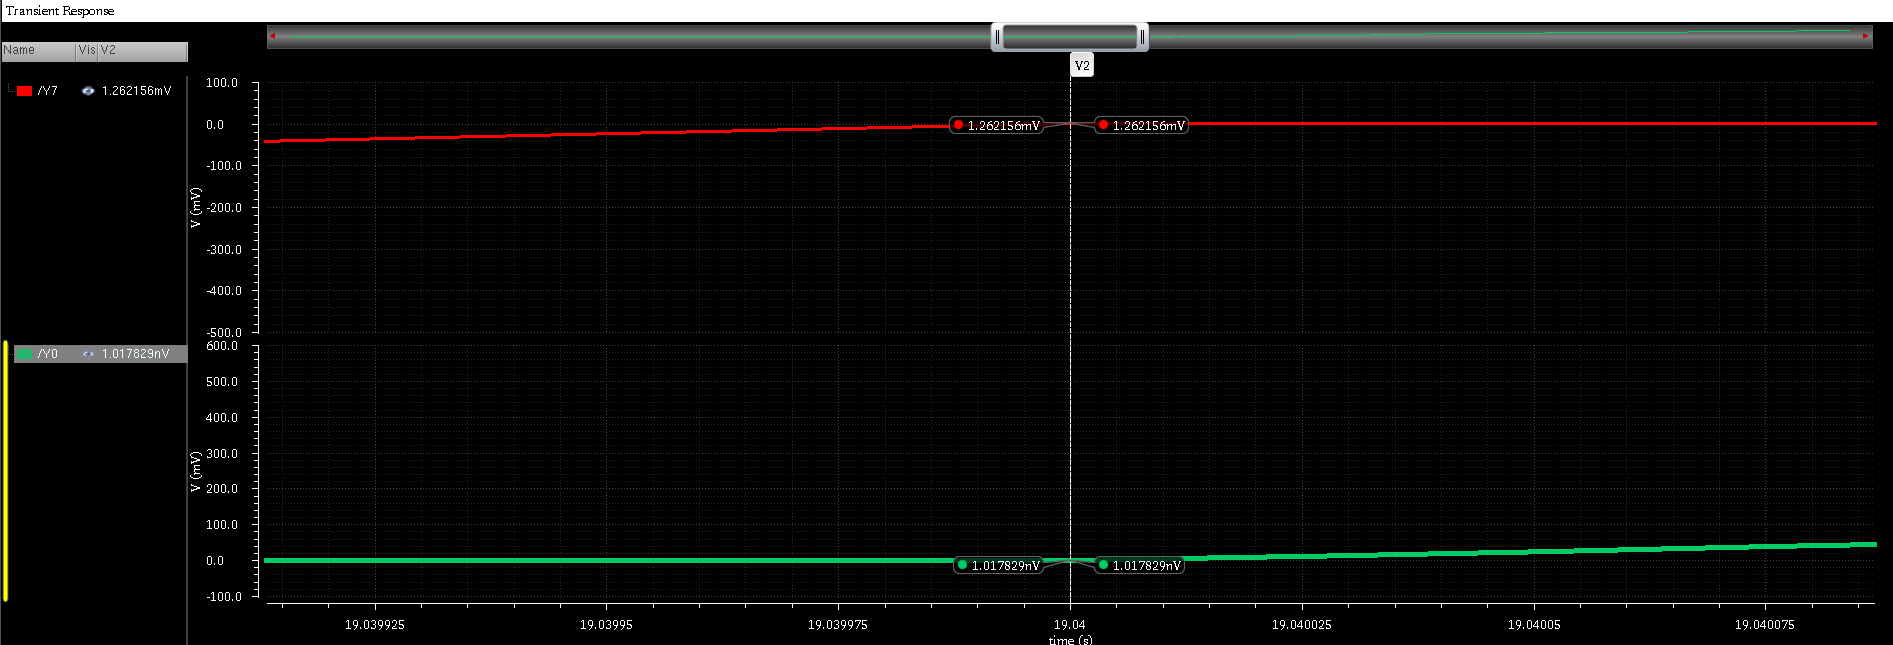 Transient Response
Name Vis V2
V2
/Y7 1.262156mV
100.0
0.0
-100.0
-200.0
-300.0
-400.0
-500.0
V (mV)
1.262156mV 1.262156mV
/Y0 1.017829nV
600.0
500.0
400.0
300.0
200.0
100.0
0.0
-100.0
V (mV)
1.017829nV 1.017829nV
19.039925 19.03995 19.039975 19.04 19.040025 19.04005 19.040075
time (s)